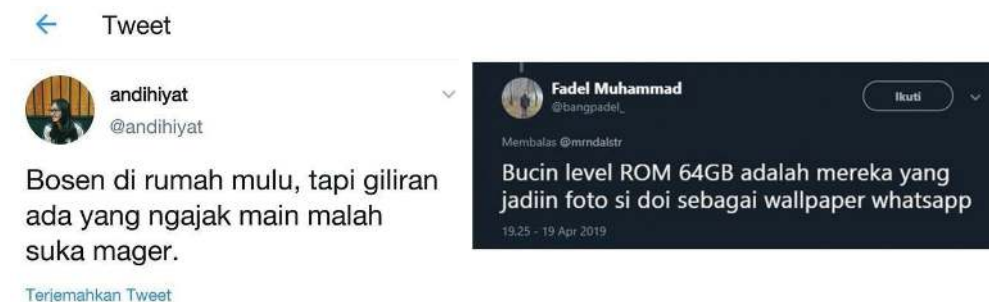 Tweet
andihiyat
@andihiyat
Bosen di rumah mulu, tapi giliran
ada yang ngajak main malah
suka mager.
Terjemahkan Tweet
Fadel Muhammad
@bangpadel_
Ikuti
Membalas @mrndalstr
Bucin level ROM 64GB adalah mereka yang
jadiin foto si doi sebagai wallpaper whatsapp
19.25 - 19 Apr 2019